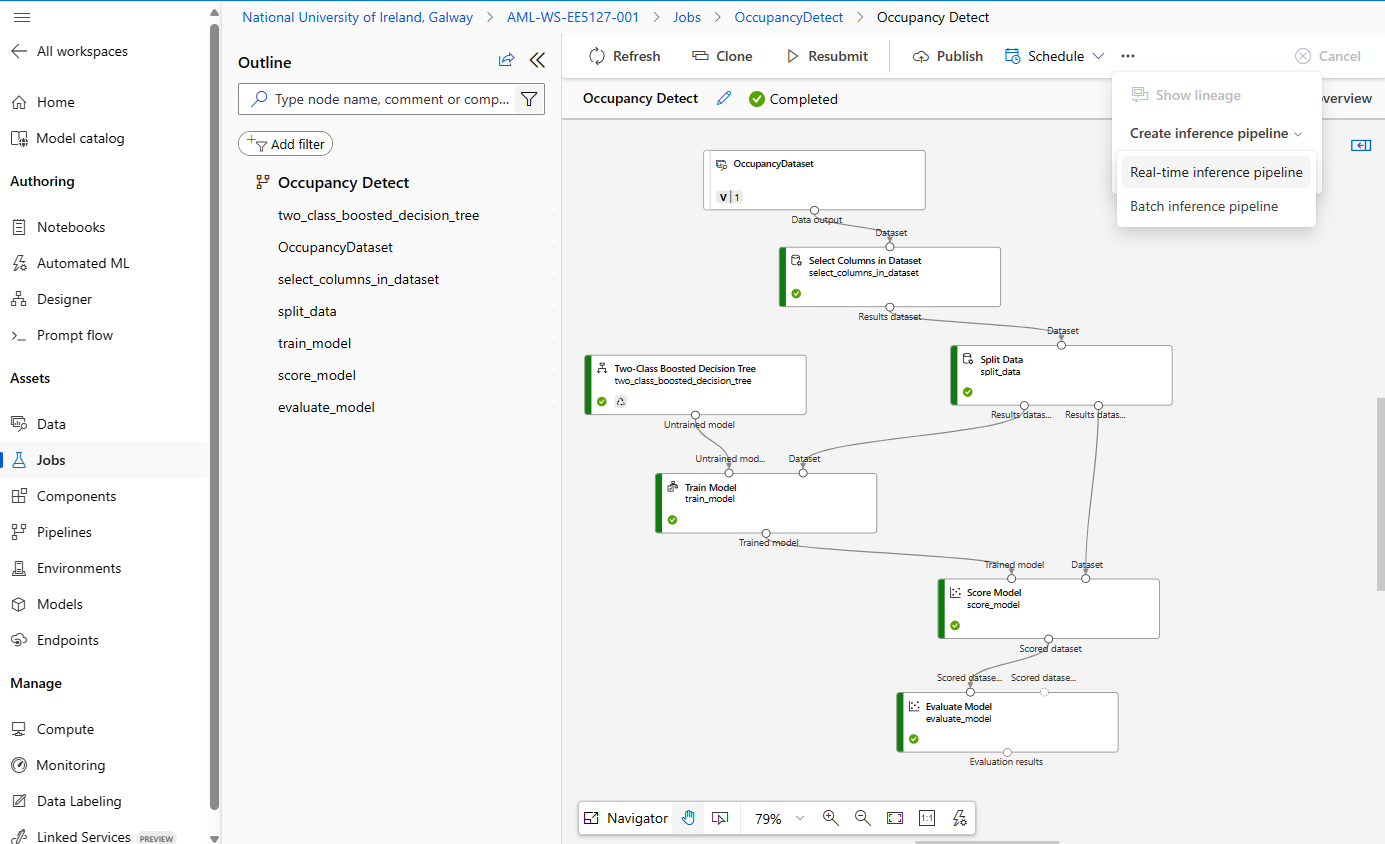 National University of Ireland, Galway > AML-WS-EE5127-001 > Jobs > OccupancyDetect > Occupancy Detect
All workspaces
Home
Model catalog
Authoring
Notebooks
Automated ML
Designer
Prompt flow
Assets
Data
Jobs
Components
Pipelines
Environments
Models
Endpoints
Manage
Compute
Monitoring
Data Labeling
Linked Services PREVIEW
Outline
Type node name, comment or comp...
Add filter
Occupancy Detect
two_class_boosted_decision_tree
OccupancyDataset
select_columns_in_dataset
split_data
train_model
score_model
evaluate_model
Refresh Clone Resubmit Publish Schedule ... Cancel
Occupancy Detect Completed
verview
Show lineage
Create inference pipeline
Real-time inference pipeline
Batch inference pipeline
OccupancyDataset
V 1
Data output
Dataset
Select Columns in Dataset
select_columns_in_dataset
Results dataset
Dataset
Split Data
split_data
Results datas... Results datas...
Two-Class Boosted Decision Tree
two_class_boosted_decision_tree
Untrained model
Untrained mod... Dataset
Train Model
train_model
Trained model
Trained model Dataset
Score Model
score_model
Scored dataset
Scored datase... Scored datase...
Evaluate Model
evaluate_model
Evaluation results
Navigator 79% 1:1